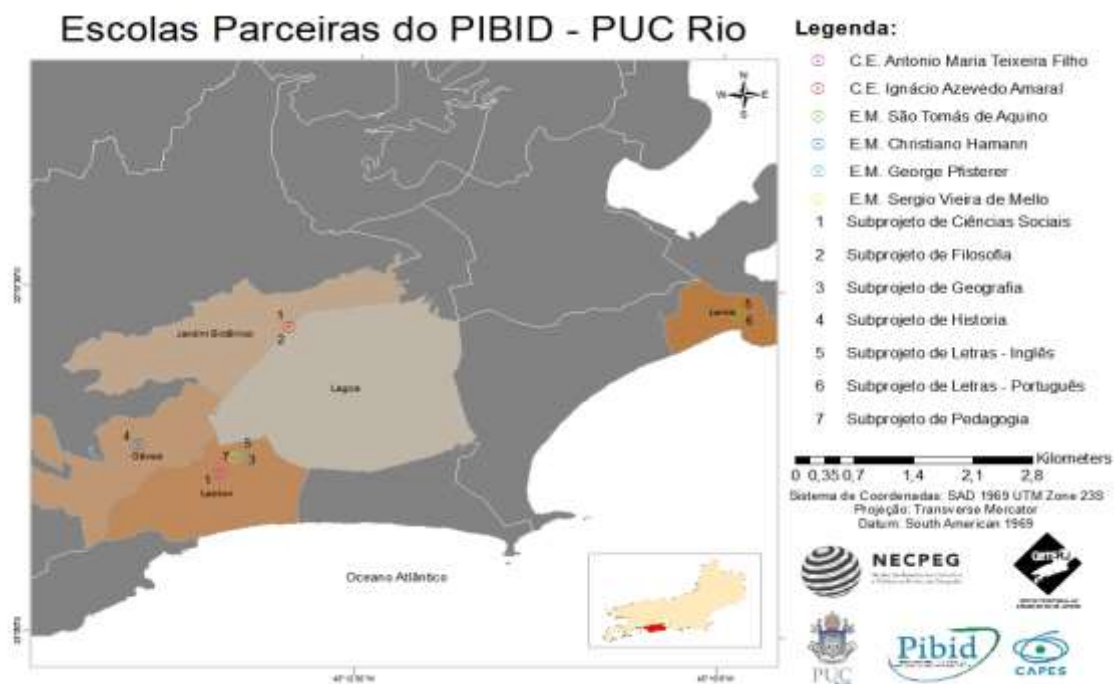 Escolas Parceiras do PIBID - PUC Rio
N
W E
S
1
Jardim Botânico
2
Lagoa
4
Gávea
5
7
3
1
Leblon
5
Leme
6
Oceano Atlântico
Legenda:
C.E. Antonio Maria Teixeira Filho
C.E. Ignácio Azevedo Amaral
E.M. São Tomás de Aquino
E.M. Christiano Hamann
E.M. George Pfisterer
E.M. Sergio Vieira de Mello
1 Subprojeto de Ciências Sociais
2 Subprojeto de Filosofia
3 Subprojeto de Geografia
4 Subprojeto de Historia
5 Subprojeto de Letras - Inglês
6 Subprojeto de Letras - Português
7 Subprojeto de Pedagogia
Kilometers
0 0,35 0,7 1,4 2,1 2,8
Sistema de Coordenadas: SAD 1969 UTM Zone 23S
Projeção: Transverse Mercator
Datum: South American 1969
NECPEG
PUC
Pibid
CAPES